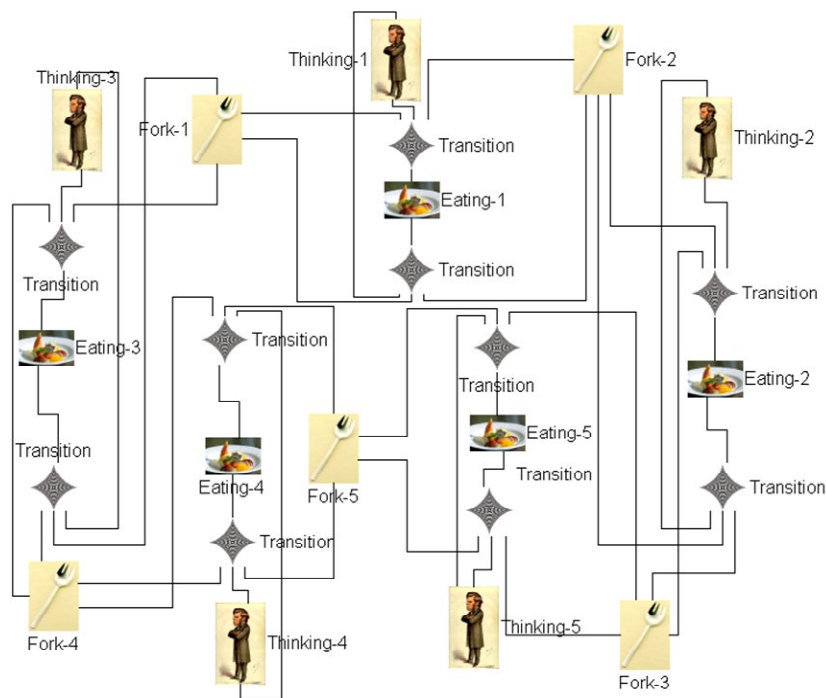 Thinking-1
Fork-2
Thinking-3
Fork-1
Thinking-2
Transition
Eating-1
Transition
Transition
Transition
Transition
Eating-3
Transition
Eating-2
Eating-5
Transition
Transition
Eating-4
Fork-5
Transition
Transition
Fork-4
Thinking-4
Thinking-5
Fork-3